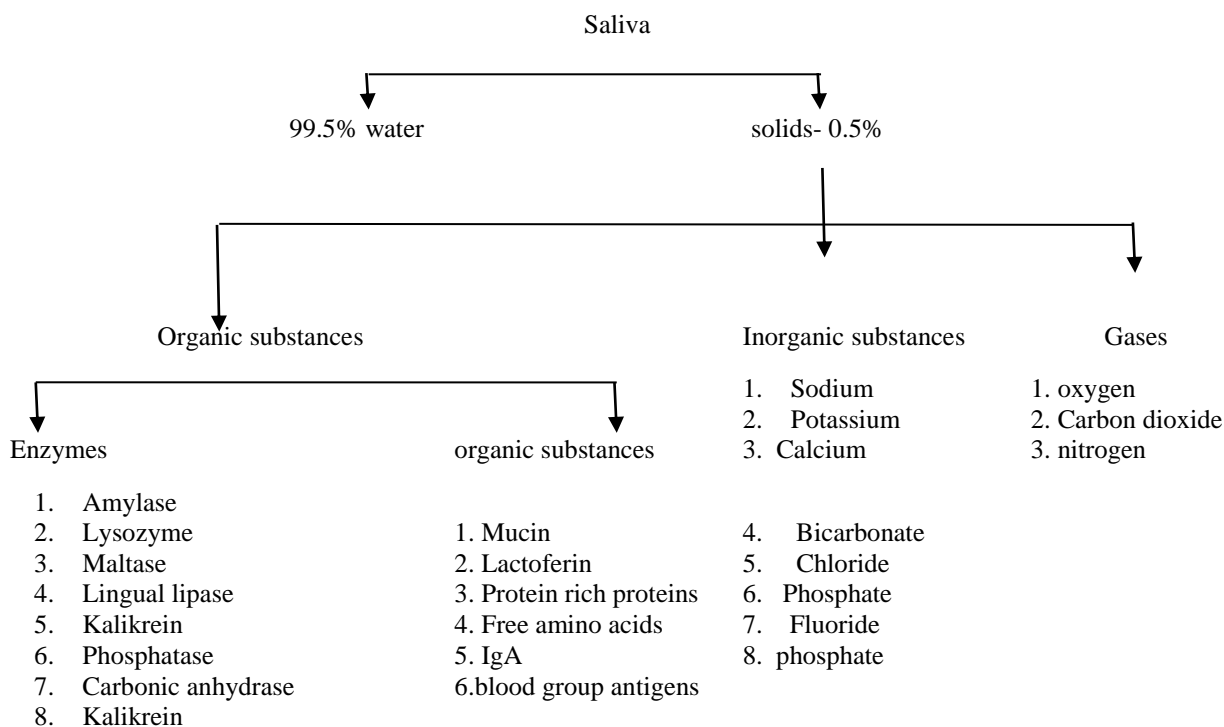 Saliva
99.5% water
solids- 0.5%
Organic substances
Inorganic substances
Gases
Enzymes
1. Amylase
2. Lysozyme
3. Maltase
4. Lingual lipase
5. Kalikrein
6. Phosphatase
7. Carbonic anhydrase
8. Kalikrein
organic substances
1. Mucin
2. Lactoferin
3. Protein rich proteins
4. Free amino acids
5. IgA
6.blood group antigens
1. Sodium
2. Potassium
3. Calcium
4. Bicarbonate
5. Chloride
6. Phosphate
7. Fluoride
8. phosphate
1. oxygen
2. Carbon dioxide
3. nitrogen